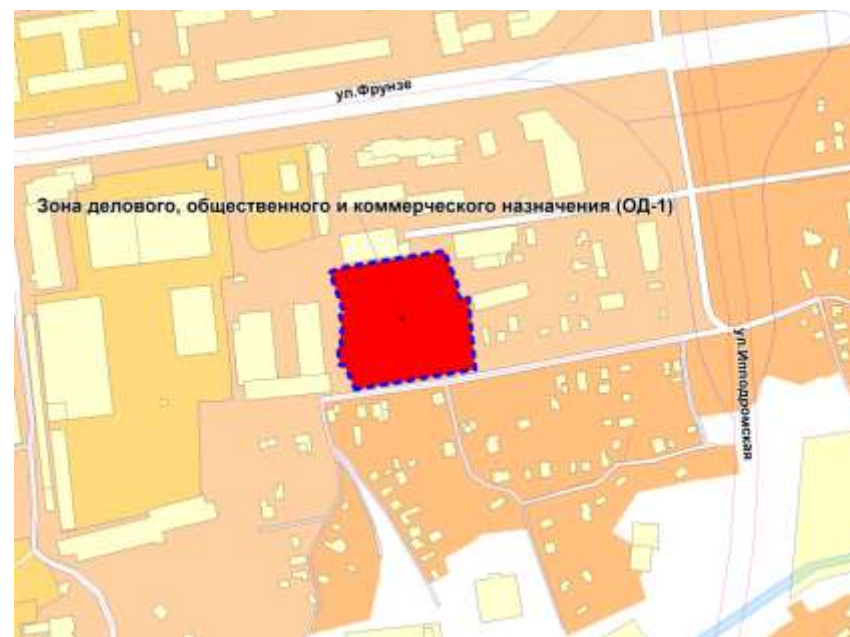 ул.Фрунзе
Зона делового, общественного и коммерческого назначения (ОД-1)
ул.Ипподромская